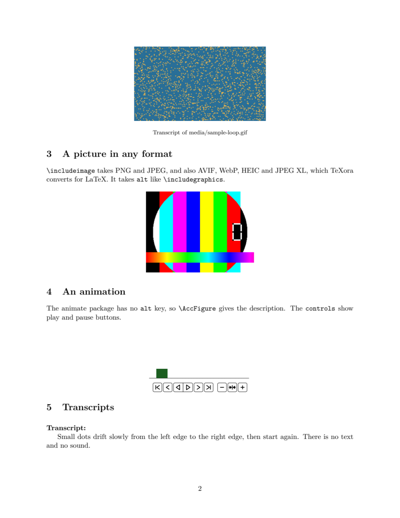 Transcript of media/sample-loop.gif
3 A picture in any format
\includeimage takes PNG and JPEG, and also AVIF, WebP, HEIC and JPEG XL, which TeXora
converts for LaTeX. It takes alt like \includegraphics.
0
4 An animation
The animate package has no alt key, so \AccFigure gives the description. The controls show
play and pause buttons.
5 Transcripts
Transcript:
Small dots drift slowly from the left edge to the right edge, then start again. There is no text
and no sound.
2